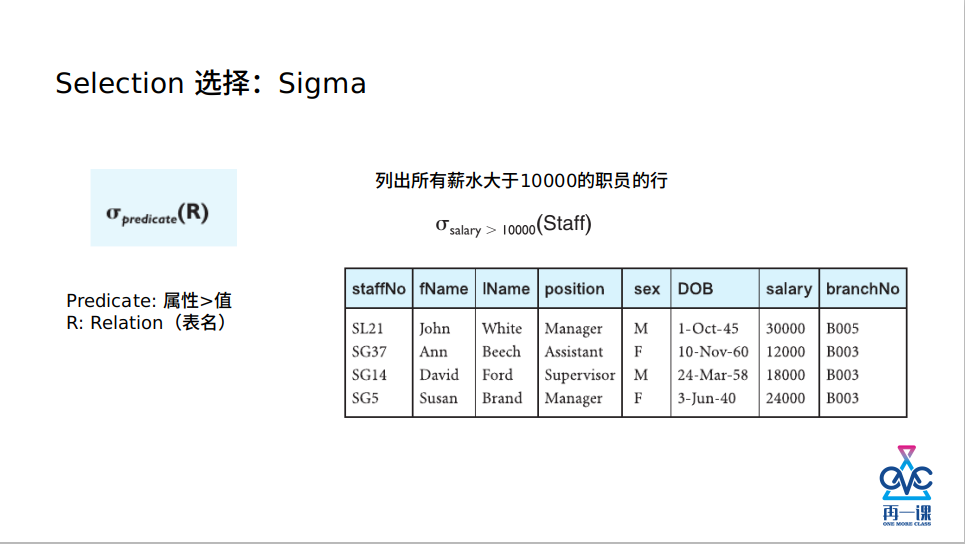 Selection 选择：Sigma
列出所有薪水大于10000的职员的行
σpredicate(R)
σsalary > 10000(Staff)
Predicate: 属性>值
R: Relation（表名）
staffNo fName lName position sex DOB salary branchNo
SL21 John White Manager M 1-Oct-45 30000 B005
SG37 Ann Beech Assistant F 10-Nov-60 12000 B003
SG14 David Ford Supervisor M 24-Mar-58 18000 B003
SG5 Susan Brand Manager F 3-Jun-40 24000 B003
OVC
再一课
ONE MORE CLASS